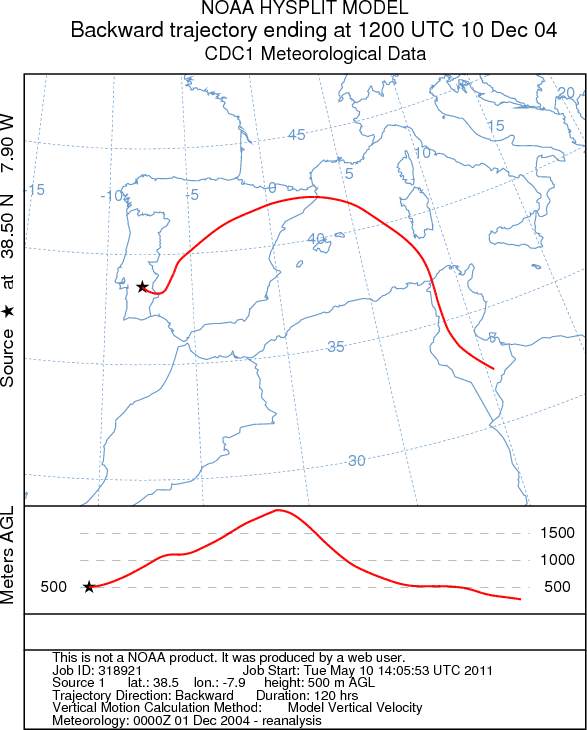 NOAA HYSPLIT MODEL
Backward trajectory ending at 1200 UTC 10 Dec 04
CDC1 Meteorological Data
Source ★ at 38.50 N 7.90 W
20
15
45
10
5
-15
-10
-5
0
40
35
5
30
Meters AGL
1500
1000
500
500
This is not a NOAA product. It was produced by a web user.
Job ID: 318921 Job Start: Tue May 10 14:05:53 UTC 2011
Source 1 lat.: 38.5 lon.: -7.9 height: 500 m AGL
Trajectory Direction: Backward Duration: 120 hrs
Vertical Motion Calculation Method: Model Vertical Velocity
Meteorology: 0000Z 01 Dec 2004 - reanalysis